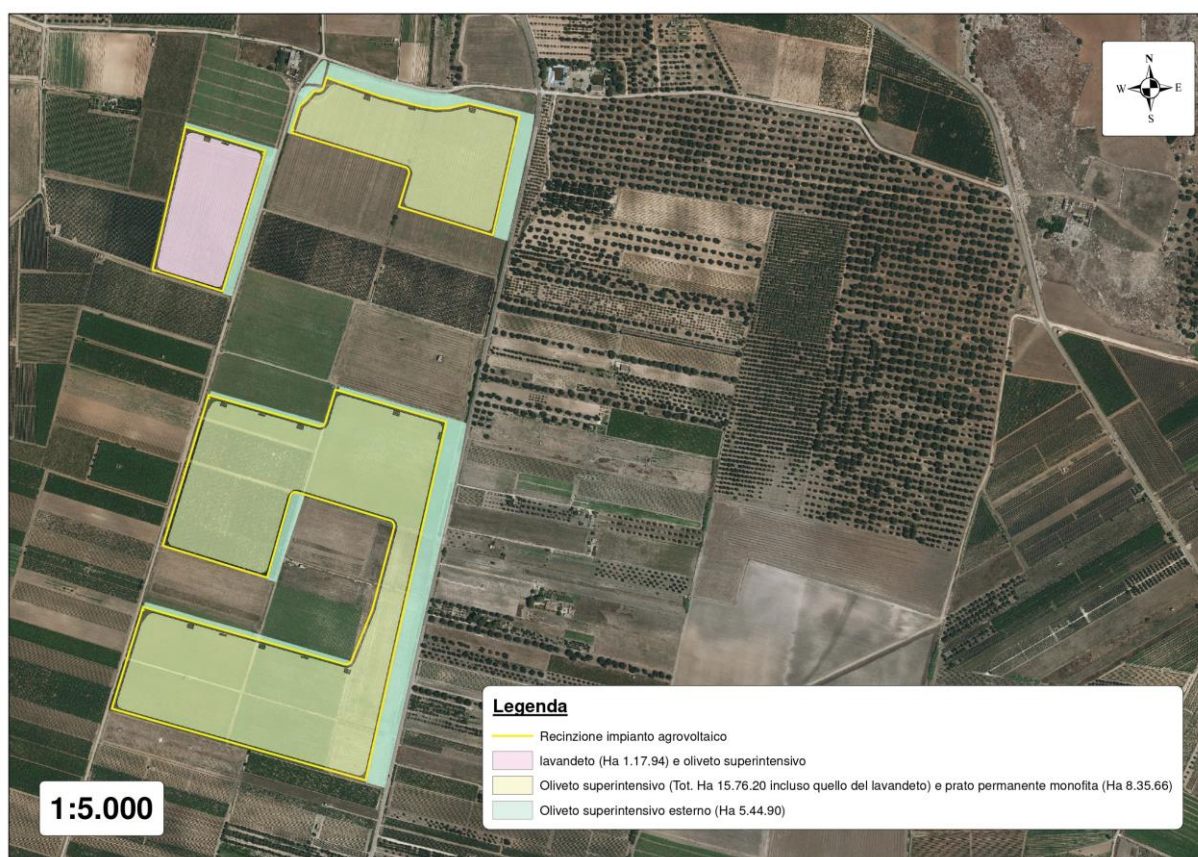 N
W E
S
Legenda
Recinzione impianto agrovoltaico
lavandeto (Ha 1.17.94) e oliveto superintensivo
Oliveto superintensivo (Tot. Ha 15.76.20 incluso quello del lavandeto) e prato permanente monofita (Ha 8.35.66)
Oliveto superintensivo esterno (Ha 5.44.90)
1:5.000